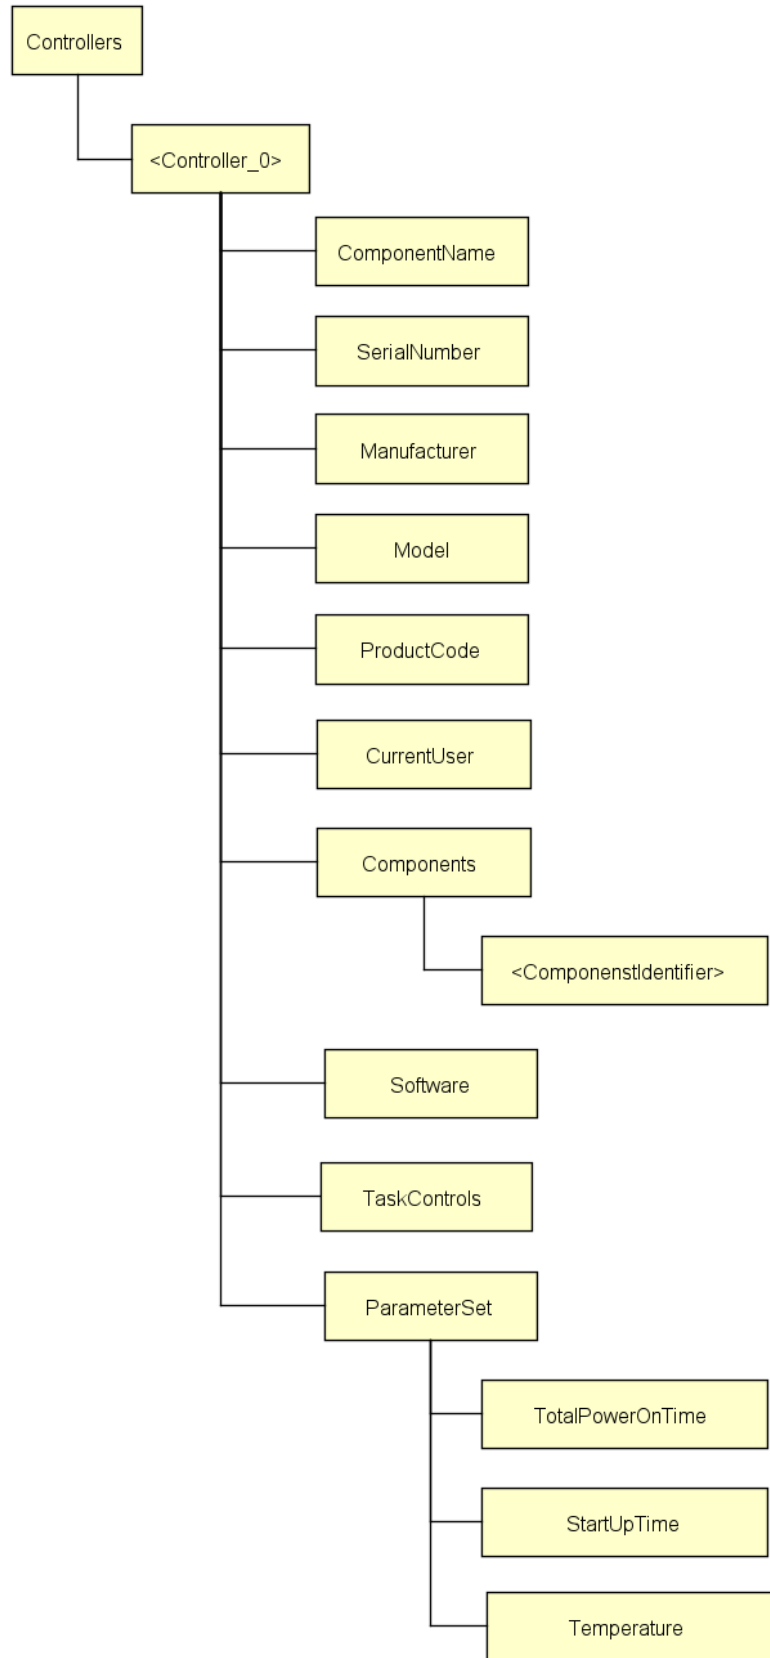 Controllers
<Controller_0>
ComponentName
SerialNumber
Manufacturer
Model
ProductCode
CurrentUser
Components
<ComponenstIdentifier>
Software
TaskControls
ParameterSet
TotalPowerOnTime
StartUpTime
Temperature